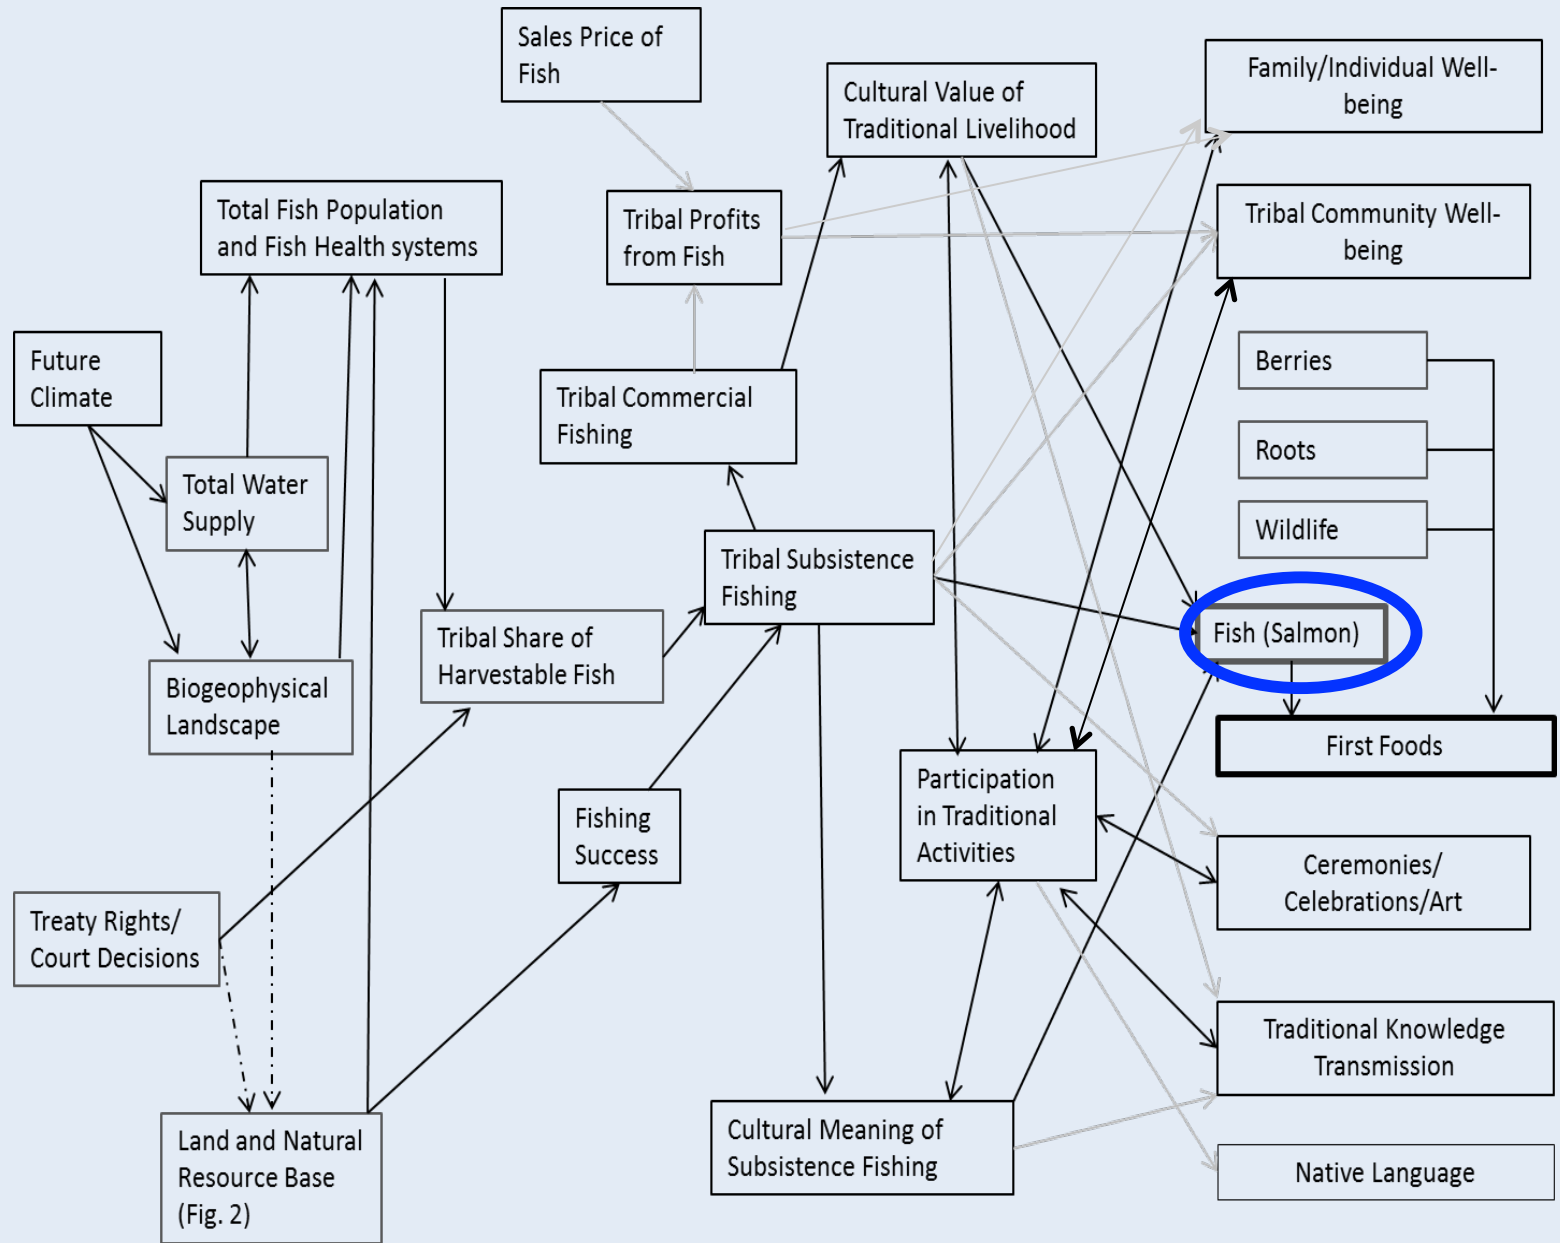 Sales Price of
Fish
Cultural Value of
Traditional Livelihood
Family/Individual Well-
being
Total Fish Population
and Fish Health systems
Tribal Profits
from Fish
Tribal Community Well-
being
Future
Climate
Berries
Tribal Commercial
Fishing
Roots
Total Water
Supply
Wildlife
Tribal Subsistence
Fishing
Tribal Share of
Harvestable Fish
Fish (Salmon)
Biogeophysical
Landscape
First Foods
Participation
in Traditional
Activities
Fishing
Success
Ceremonies/
Celebrations/Art
Treaty Rights/
Court Decisions
Traditional Knowledge
Transmission
Land and Natural
Resource Base
(Fig. 2)
Cultural Meaning of
Subsistence Fishing
Native Language